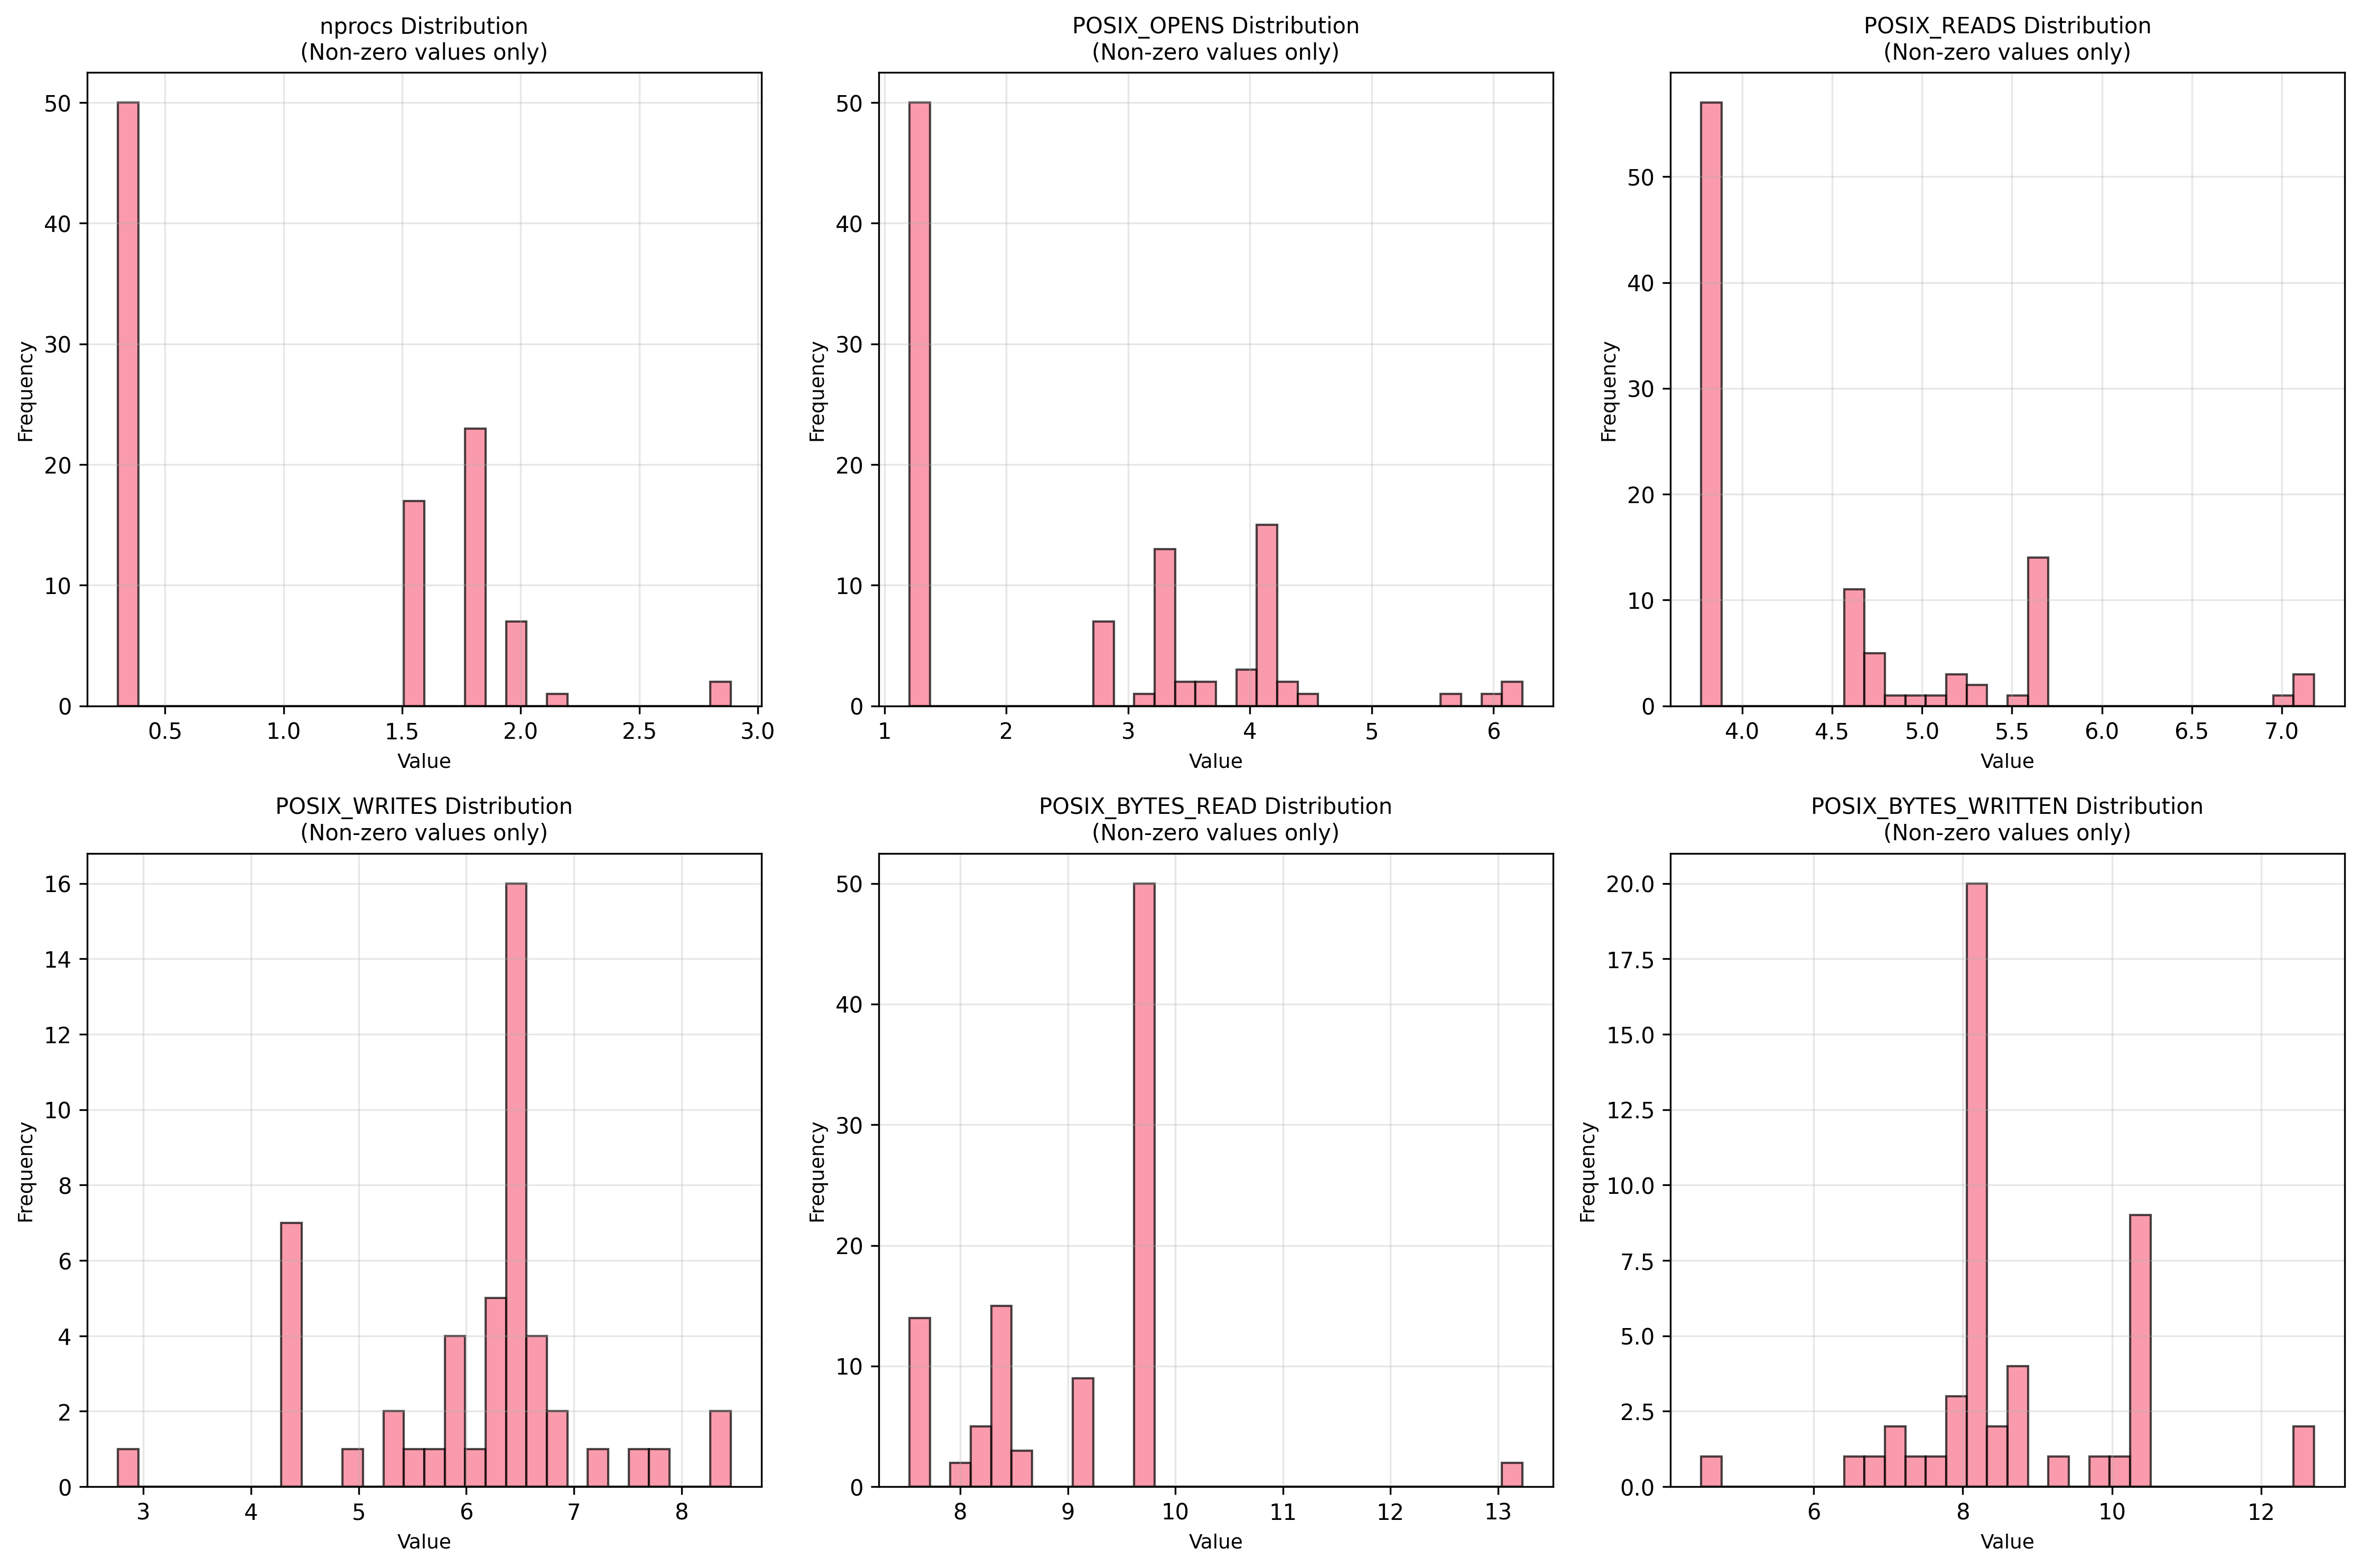 nprocs Distribution
(Non-zero values only)
50
40
30
20
10
0
Frequency
0.5 1.0 1.5 2.0 2.5 3.0
Value
POSIX_OPENS Distribution
(Non-zero values only)
50
40
30
20
10
0
Frequency
1 2 3 4 5 6
Value
POSIX_READS Distribution
(Non-zero values only)
50
40
30
20
10
0
Frequency
4.0 4.5 5.0 5.5 6.0 6.5 7.0
Value
POSIX_WRITES Distribution
(Non-zero values only)
16
14
12
10
8
6
4
2
0
Frequency
3 4 5 6 7 8
Value
POSIX_BYTES_READ Distribution
(Non-zero values only)
50
40
30
20
10
0
Frequency
8 9 10 11 12 13
Value
POSIX_BYTES_WRITTEN Distribution
(Non-zero values only)
20.0
17.5
15.0
12.5
10.0
7.5
5.0
2.5
0.0
Frequency
6 8 10 12
Value